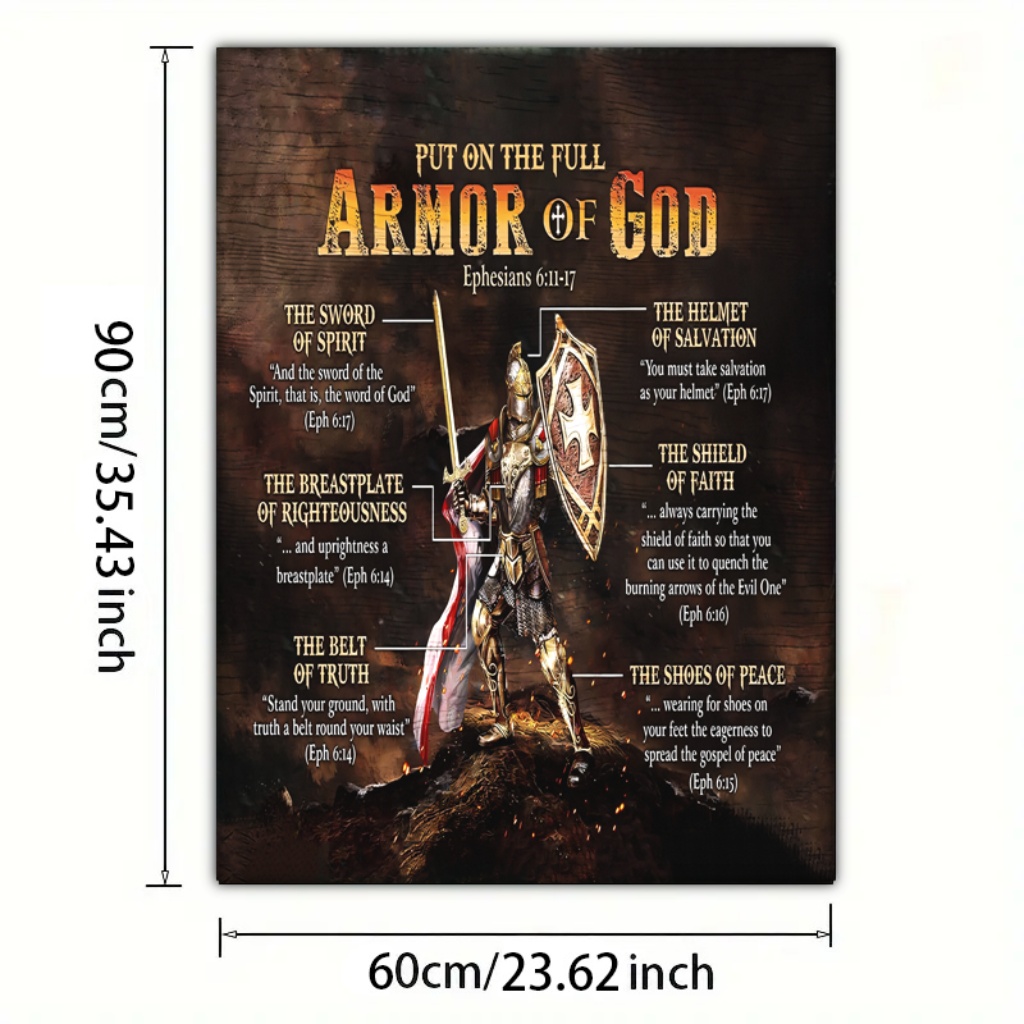 PUT ON THE FULL
ARMOR OF GOD
Ephesians 6:11-17
THE SWORD
OF SPIRIT
“And the sword of the
Spirit, that is, the word of God”
(Eph 6:17)
THE HELMET
OF SALVATION
“You must take salvation
as your helmet” (Eph 6:17)
THE BREASTPLATE
OF RIGHTEOUSNESS
“... and uprightness a
breastplate” (Eph 6:14)
THE SHIELD
OF FAITH
“... always carrying the
shield of faith so that you
can use it to quench the
burning arrows of the Evil One”
(Eph 6:16)
THE BELT
OF TRUTH
“Stand your ground, with
truth a belt round your waist”
(Eph 6:14)
THE SHOES OF PEACE
“... wearing for shoes on
your feet the eagerness to
spread the gospel of peace”
(Eph 6:15)
90cm/35.43inch
60cm/23.62inch